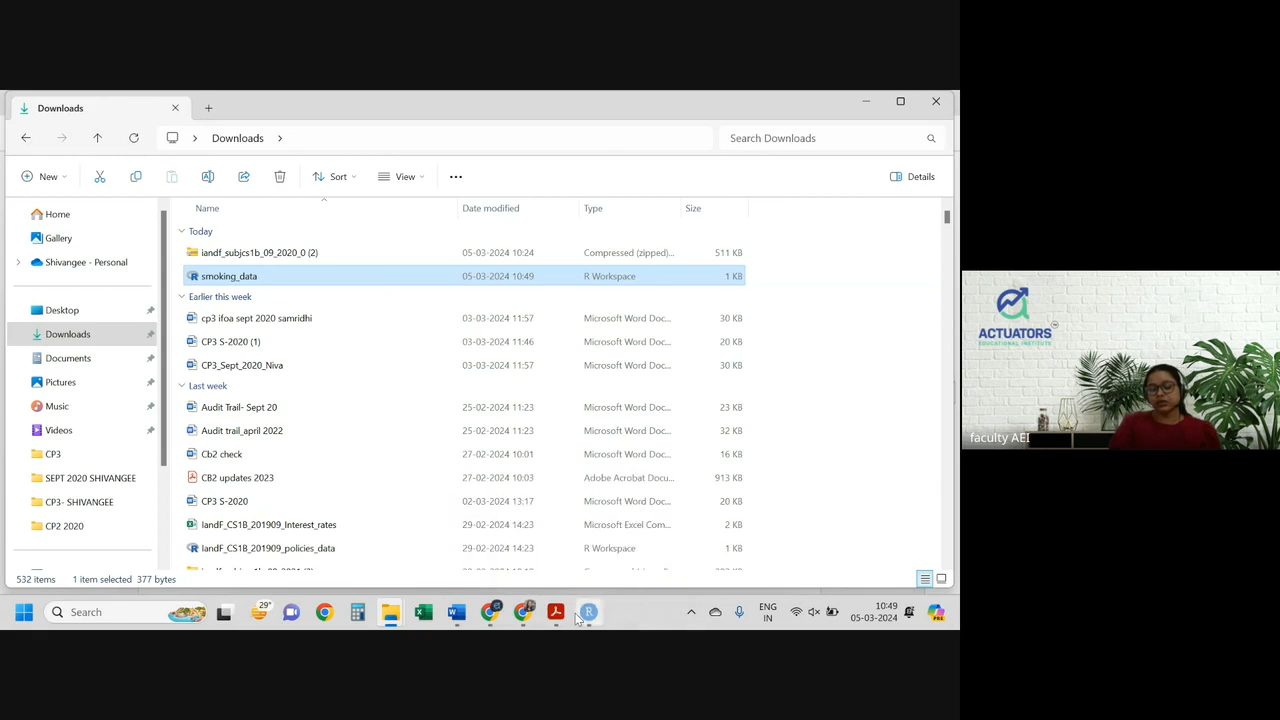 Downloads
Downloads
Search Downloads
New
Sort
View
Details
Home
Gallery
Shivangee - Personal
Desktop
Downloads
Documents
Pictures
Music
Videos
CP3
SEPT 2020 SHIVANGEE
CP3- SHIVANGEE
CP2 2020
Name Date modified Type Size
Today
iandf_subjcs1b_09_2020_0 (2) 05-03-2024 10:24 Compressed (zipped)... 511 KB
smoking_data 05-03-2024 10:49 R Workspace 1 KB
Earlier this week
cp3 ifoa sept 2020 samridhi 03-03-2024 11:57 Microsoft Word Doc... 30 KB
CP3 S-2020 (1) 03-03-2024 11:46 Microsoft Word Doc... 20 KB
CP3_Sept_2020_Niva 03-03-2024 11:57 Microsoft Word Doc... 30 KB
Last week
Audit Trail- Sept 20 25-02-2024 11:23 Microsoft Word Doc... 23 KB
Audit trail_april 2022 25-02-2024 11:23 Microsoft Word Doc... 32 KB
Cb2 check 27-02-2024 10:01 Microsoft Word Doc... 16 KB
CB2 updates 2023 27-02-2024 10:03 Adobe Acrobat Docu... 913 KB
CP3 S-2020 02-03-2024 13:17 Microsoft Word Doc... 20 KB
IandF_CS1B_201909_Interest_rates 29-02-2024 14:23 Microsoft Excel Com... 2 KB
IandF_CS1B_201909_policies_data 29-02-2024 14:23 R Workspace 1 KB
532 items 1 item selected 377 bytes
Search
29°
ENG
IN
10:49
05-03-2024
PRE
ACTUATORS
EDUCATIONAL INSTITUTE
TM
faculty AEI